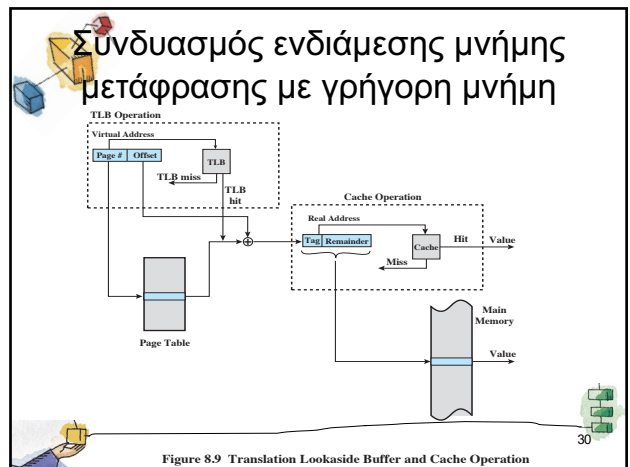 Συνδυασμός ενδιάμεσης μνήμης
μετάφρασης με γρήγορη μνήμη
TLB Operation
Virtual Address
Page # Offset
TLB
TLB miss
TLB
hit
Cache Operation
Real Address
Tag Remainder
Cache
Hit
Value
Miss
Main
Memory
Page Table
Value
30
Figure 8.9 Translation Lookaside Buffer and Cache Operation